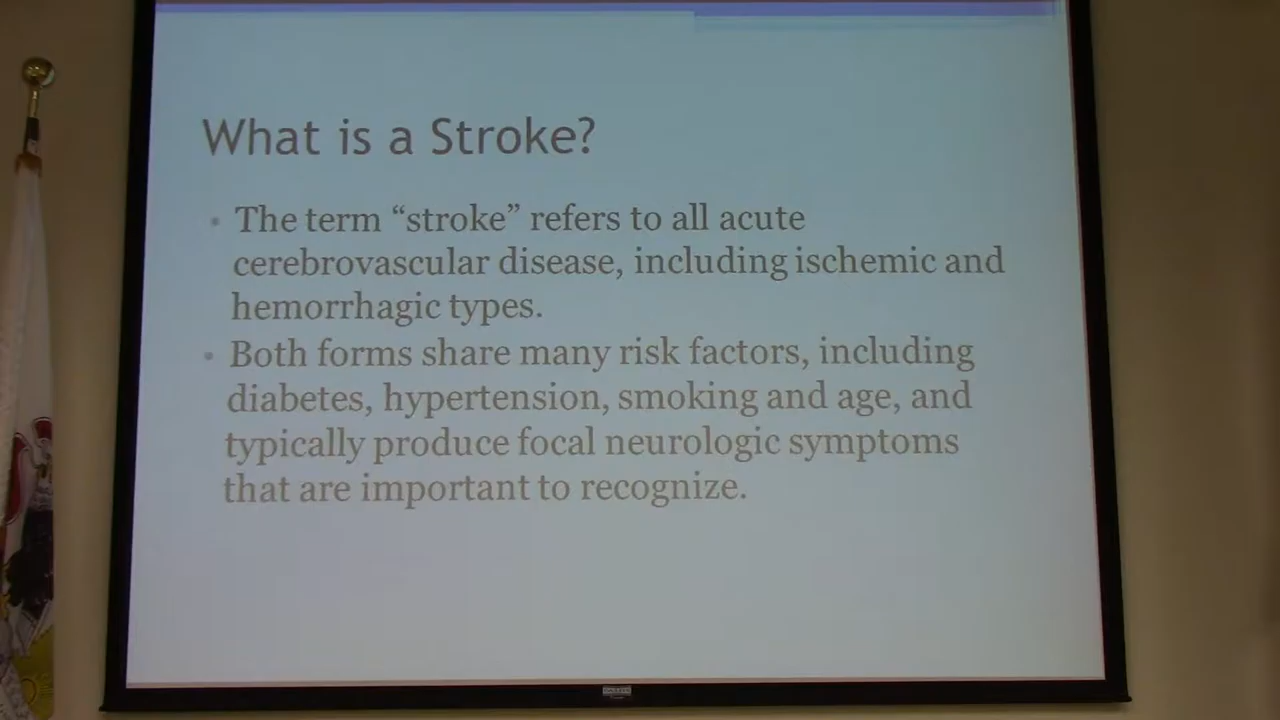 What is a Stroke?
• The term “stroke” refers to all acute
cerebrovascular disease, including ischemic and
hemorrhagic types.
• Both forms share many risk factors, including
diabetes, hypertension, smoking and age, and
typically produce focal neurologic symptoms
that are important to recognize.